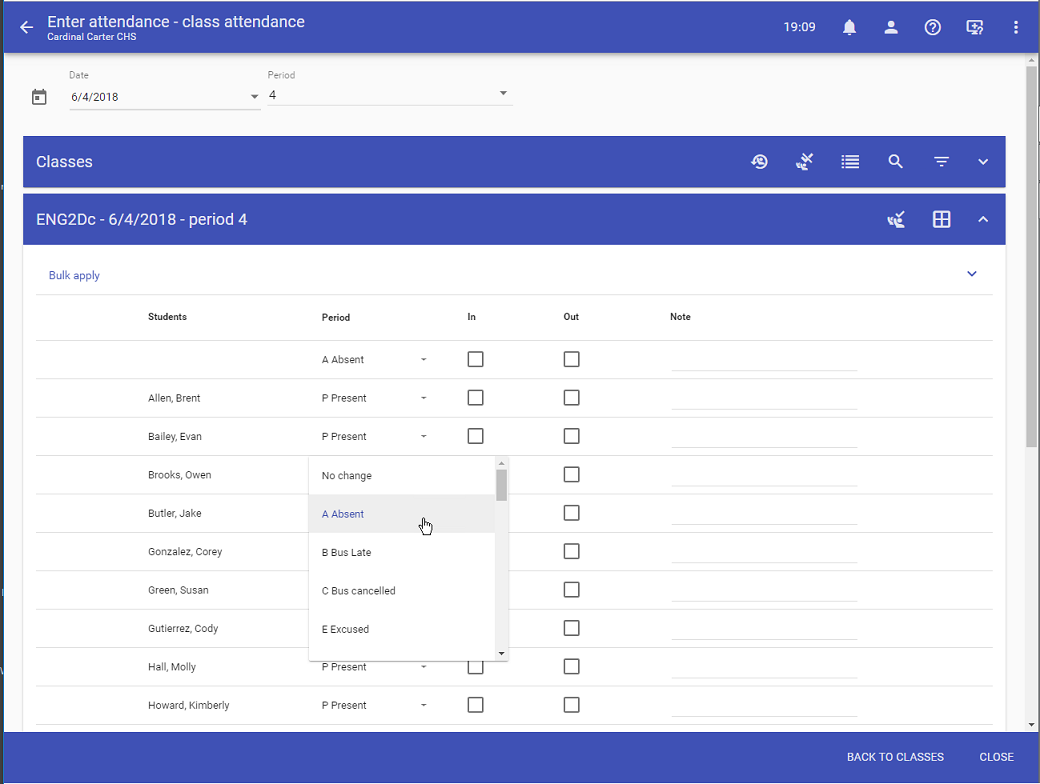 Enter attendance - class attendance
Cardinal Carter CHS
19:09
Date
Period
6/4/2018
4
Classes
ENG2Dc - 6/4/2018 - period 4
Bulk apply
Students Period In Out Note
A Absent
Allen, Brent P Present
Bailey, Evan P Present
Brooks, Owen No change
Butler, Jake A Absent
Gonzalez, Corey B Bus Late
Green, Susan C Bus cancelled
Gutierrez, Cody E Excused
Hall, Molly P Present
Howard, Kimberly P Present
BACK TO CLASSES CLOSE